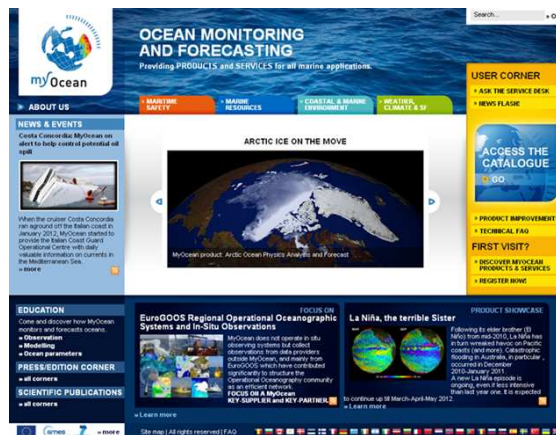 Search...
OCEAN MONITORING
AND FORECASTING
Providing PRODUCTS and SERVICES for all marine applications.
my Ocean
ABOUT US
MARITIME
SAFETY
MARINE
RESOURCES
COASTAL & MARINE
ENVIRONMENT
WEATHER,
CLIMATE & SF
USER CORNER
» ASK THE SERVICE DESK
» NEWS FLASH
ACCESS THE
CATALOGUE
GO
» PRODUCT IMPROVEMENT
» TECHNICAL FAQ
FIRST VISIT?
» DISCOVER MYOCEAN
PRODUCTS & SERVICES
» REGISTER NOW!
NEWS & EVENTS
Costa Concordia: MyOcean on
alert to help control potential oil
spill
When the cruiser Costa Concordia
ran aground off the Italian coast in
January 2012, MyOcean started to
provide the Italian Coast Guard
Operational Centre with daily
valuable information on currents in
the Mediterranean Sea.
» more
ARCTIC ICE ON THE MOVE
MyOcean product: Arctic Ocean Physics Analysis and Forecast
EDUCATION
Come and discover how MyOcean
monitors and forecasts oceans.
» Observation
» Modelling
» Ocean parameters
PRESS/EDITION CORNER
» all corners
SCIENTIFIC PUBLICATIONS
» all corners
FOCUS ON
EuroGOOS Regional Operational Oceanographic
Systems and In-Situ Observations
MyOcean does not operate in situ
observing systems but collect
observations from data providers
outside MyOcean, and mainly from
EuroGOOS which have contributed
significantly to structure the
Operational Oceanography community
as an efficient network.
FOCUS ON A MyOcean
KEY-SUPPLIER and KEY-PARTNER.
» Learn more
PRODUCT SHOWCASE
La Niña, the terrible Sister
Following its elder brother (El
Niño) from mid-2010, La Niña has
in turn wreaked havoc on Pacific
coasts (and more). Catastrophic
flooding in Australia, in particular,
occurred in December
2010-January 2011.
A new La Niña episode is
ongoing, even if less intensive
than last year one. It is expected
to continue up till March-April-May 2012
» Learn more
gmes
» more
Site map | All rights reserved | FAQ